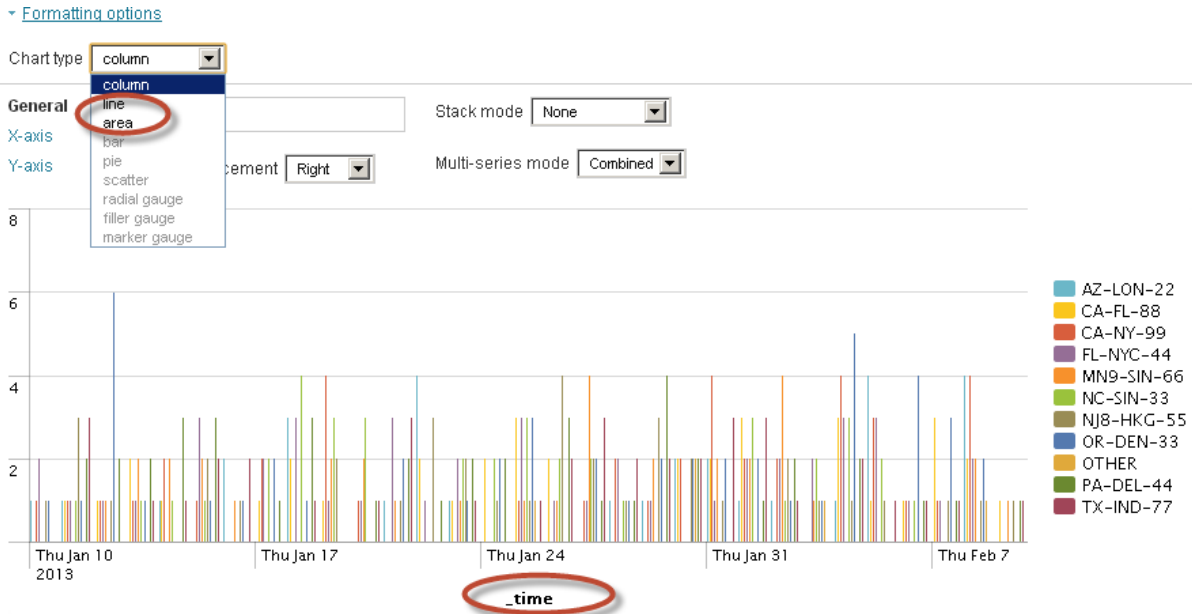 Formatting options
Chart type column
column
line
area
bar
pie
scatter
radial gauge
filler gauge
marker gauge
General
X-axis
Y-axis
Stack mode None
cement Right
Multi-series mode Combined
8
6
4
2
Thu Jan 10
2013
Thu Jan 17
Thu Jan 24
Thu Jan 31
Thu Feb 7
_time
AZ-LON-22
CA-FL-88
CA-NY-99
FL-NYC-44
MN9-SIN-66
NC-SIN-33
NJ8-HKG-55
OR-DEN-33
OTHER
PA-DEL-44
TX-IND-77